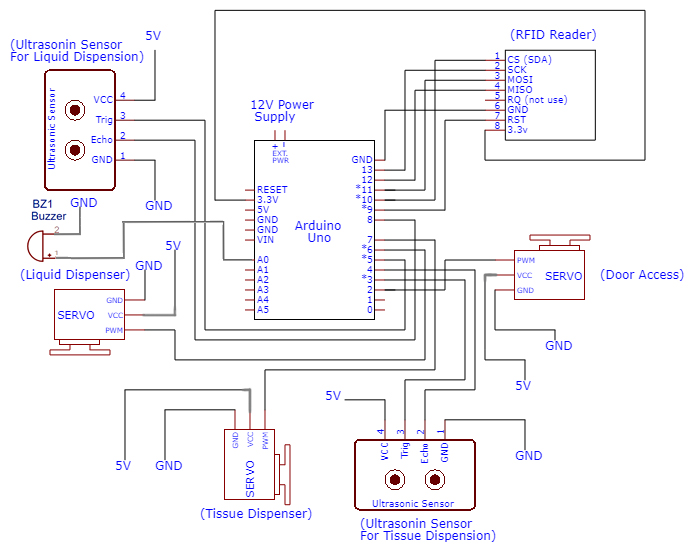 (Ultrasonin Sensor
For Liquid Dispension)
5V
Ultrasonic Sensor
VCC 4
Trig 3
Echo 2
GND 1
GND
BZ1
Buzzer
GND
2
1
(Liquid Dispenser)
5V
GND
SERVO
GND
VCC
PWM
12V Power
Supply
+ -
EXT.
PWR
RESET
3.3V
5V
GND
GND
VIN
A0
A1
A2
A3
A4
A5
Arduino
Uno
GND
13
12
*11
*10
*9
8
7
*6
*5
4
*3
2
1
0
(RFID Reader)
1 CS (SDA)
2 SCK
3 MOSI
4 MISO
5 RQ (not use)
6 GND
7 RST
8 3.3v
PWM
VCC
GND
SERVO
(Door Access)
GND
5V
5V
GND
GND
VCC
PWM
SERVO
(Tissue Dispenser)
5V
4 3 2 1
VCC
Trig
Echo
GND
GND
Ultrasonic Sensor
(Ultrasonin Sensor
For Tissue Dispension)